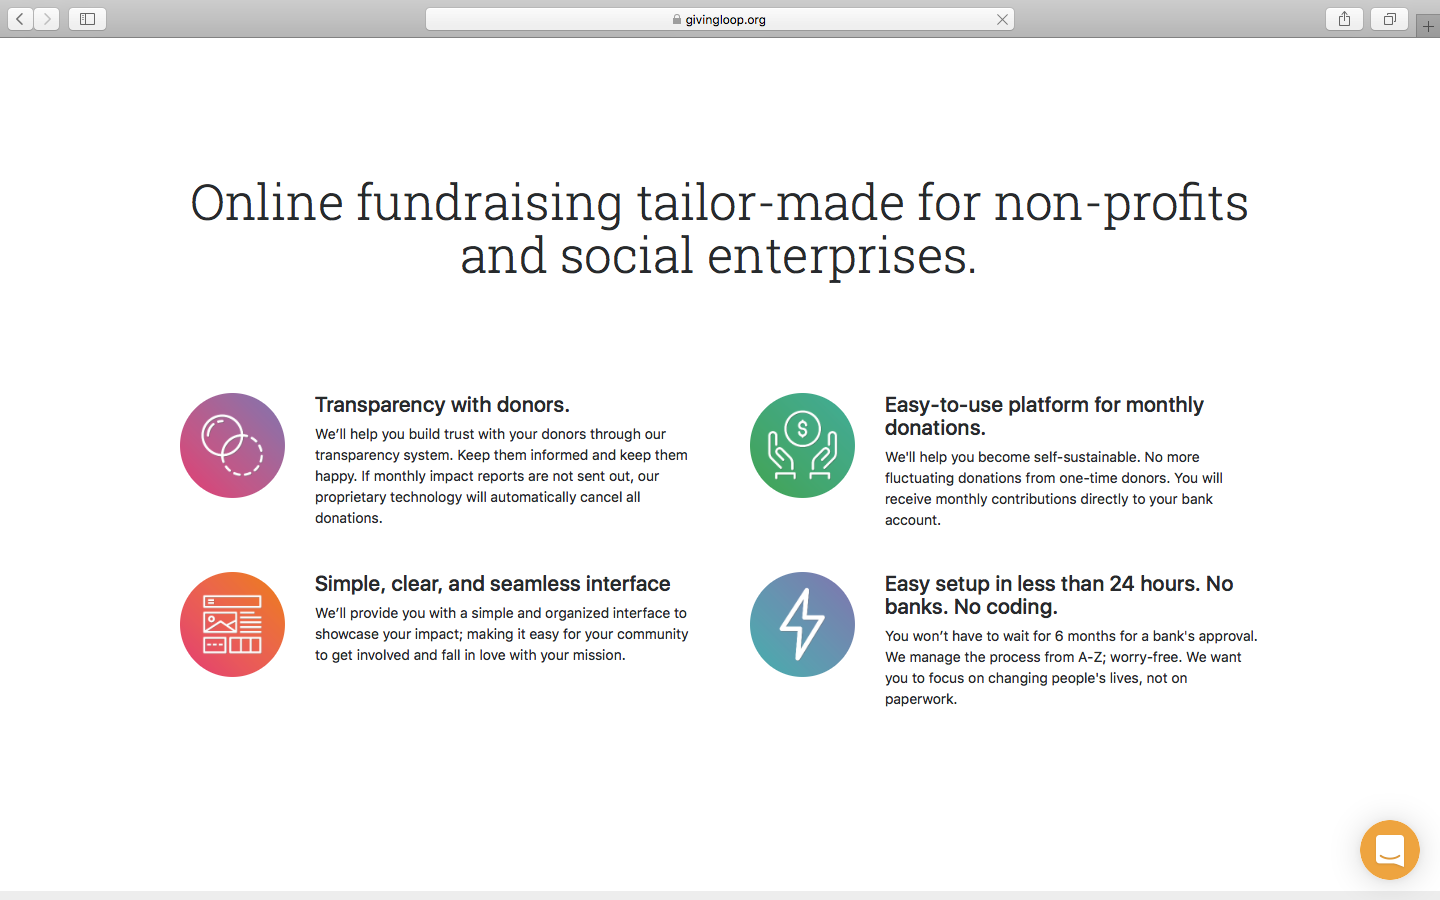 givingloop.org
Online fundraising tailor-made for non-profits
and social enterprises.
Transparency with donors.
We’ll help you build trust with your donors through our
transparency system. Keep them informed and keep them
happy. If monthly impact reports are not sent out, our
proprietary technology will automatically cancel all
donations.
$
Easy-to-use platform for monthly
donations.
We'll help you become self-sustainable. No more
fluctuating donations from one-time donors. You will
receive monthly contributions directly to your bank
account.
Simple, clear, and seamless interface
We’ll provide you with a simple and organized interface to
showcase your impact; making it easy for your community
to get involved and fall in love with your mission.
Easy setup in less than 24 hours. No
banks. No coding.
You won’t have to wait for 6 months for a bank's approval.
We manage the process from A-Z; worry-free. We want
you to focus on changing people's lives, not on
paperwork.